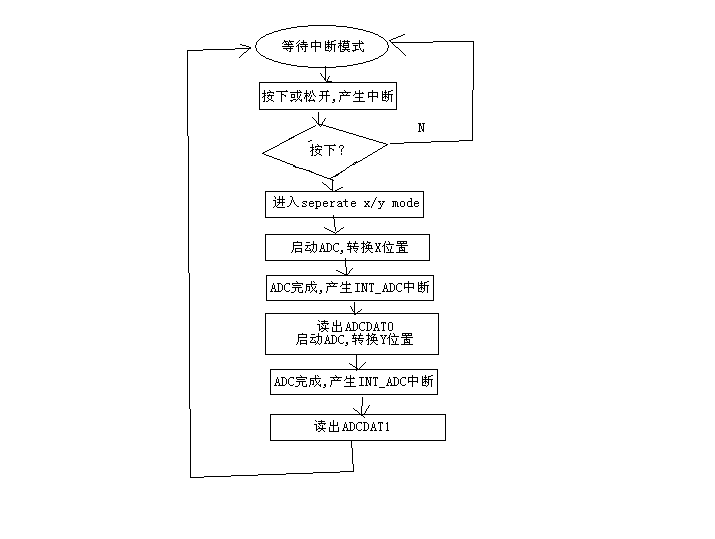 等待中断模式
按下或松开,产生中断
N
按下？
进入seperate x/y mode
启动ADC,转换X位置
ADC完成,产生INT_ADC中断
读出ADCDAT0
启动ADC,转换Y位置
ADC完成,产生INT_ADC中断
读出ADCDAT1